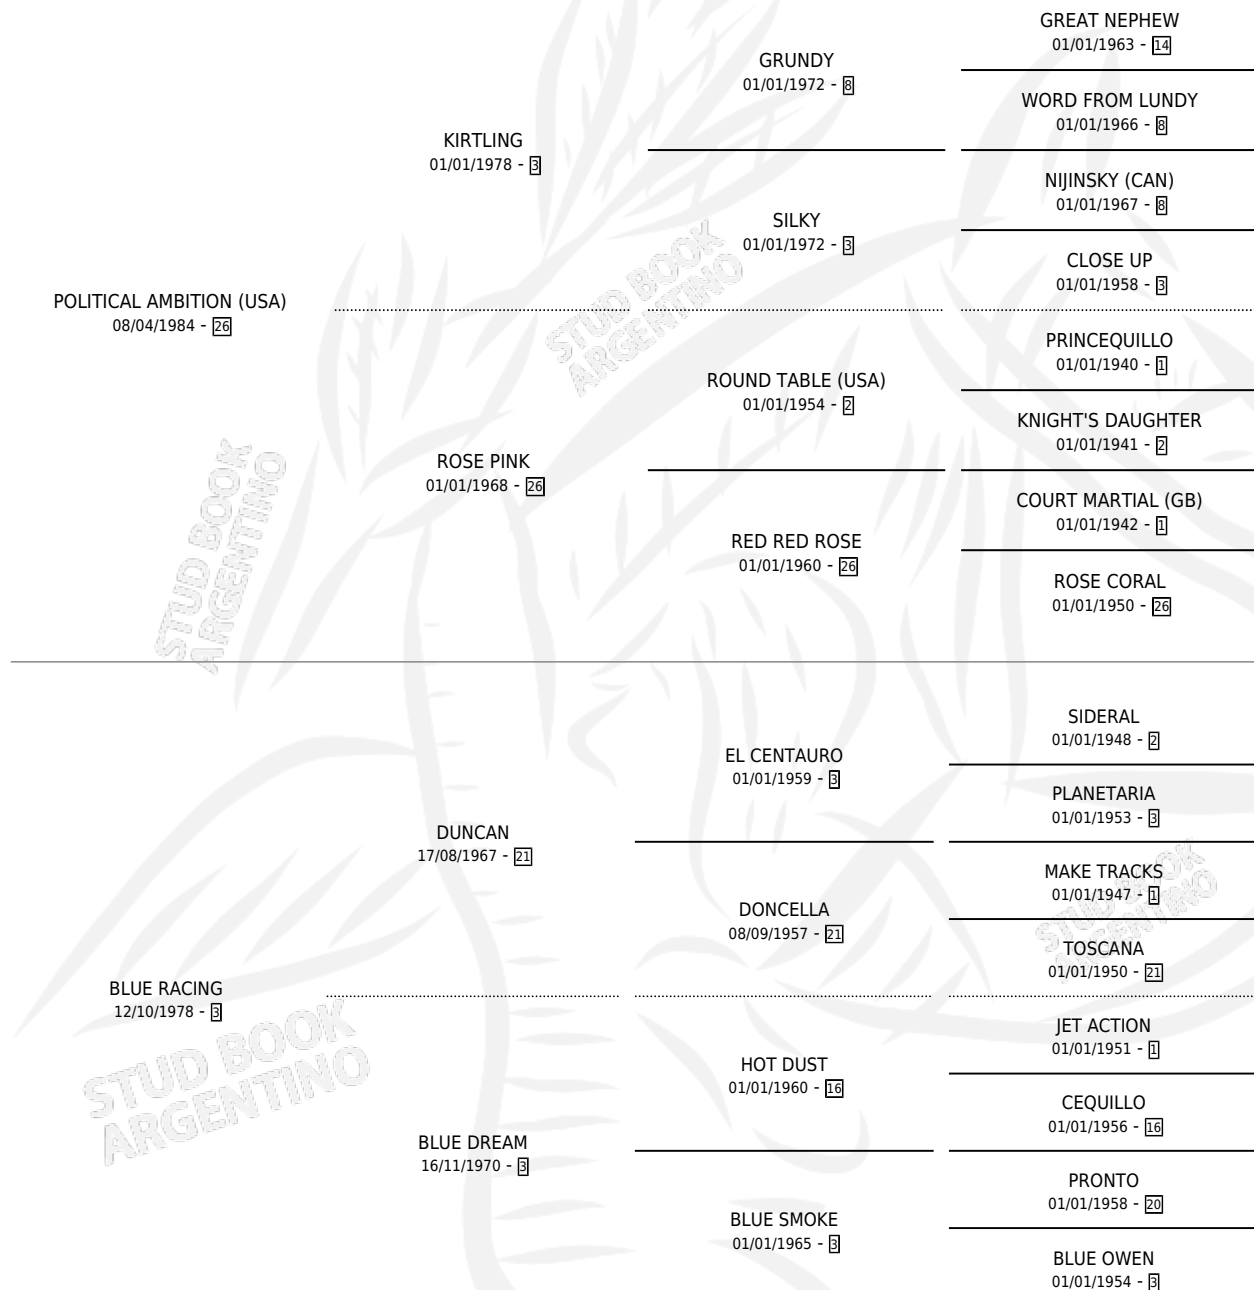 GREAT NEPHEW
01/01/1963 - 14
GRUNDY
01/01/1972 - 8
WORD FROM LUNDY
01/01/1966 - 8
KIRTLING
01/01/1978 - 3
NIJINSKY (CAN)
01/01/1967 - 8
SILKY
01/01/1972 - 3
CLOSE UP
01/01/1958 - 3
STUD BOOK
ARGENTINO
POLITICAL AMBITION (USA)
08/04/1984 - 26
PRINCEQUILLO
01/01/1940 - 1
ROUND TABLE (USA)
01/01/1954 - 2
KNIGHT'S DAUGHTER
01/01/1941 - 2
ROSE PINK
01/01/1968 - 26
COURT MARTIAL (GB)
01/01/1942 - 1
RED RED ROSE
01/01/1960 - 26
ROSE CORAL
01/01/1950 - 26
STUD BOOK
ARGENTINO
SIDERAL
01/01/1948 - 2
EL CENTAURO
01/01/1959 - 3
PLANETARIA
01/01/1953 - 3
DUNCAN
17/08/1967 - 21
MAKE TRACKS
01/01/1947 - 1
DONCELLA
08/09/1957 - 21
TOSCANA
01/01/1950 - 21
STUD BOOK
ARGENTINO
BLUE RACING
12/10/1978 - 3
JET ACTION
01/01/1951 - 1
HOT DUST
01/01/1960 - 16
CEQUILLO
01/01/1956 - 16
STUD BOOK
ARGENTINO
BLUE DREAM
16/11/1970 - 3
PRONTO
01/01/1958 - 20
BLUE SMOKE
01/01/1965 - 3
BLUE OWEN
01/01/1954 - 3